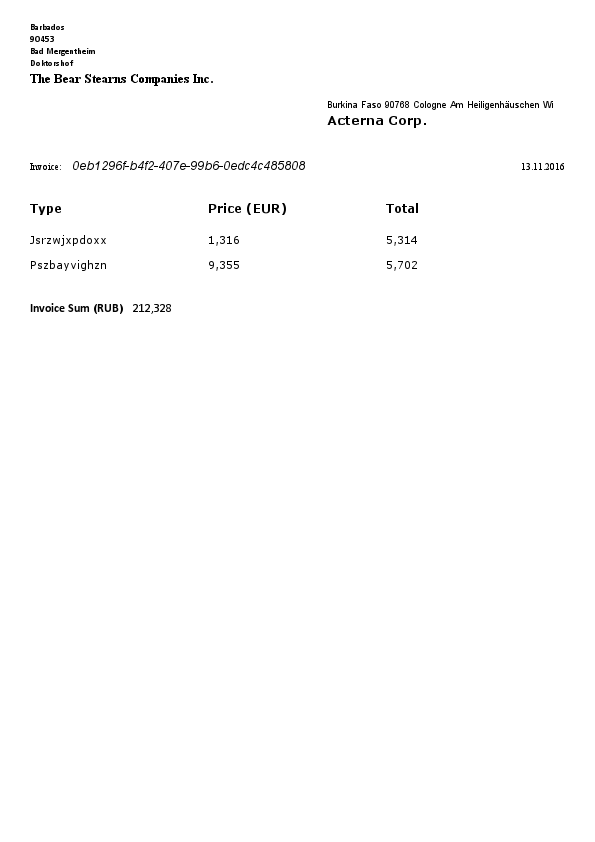 Barbados
90453
Bad Mergentheim
Doktorshof
The Bear Stearns Companies Inc.
Burkina Faso 90768 Cologne Am Heiligenhäuschen Wi
Acterna Corp.
Invoice: 0eb1296f-b4f2-407e-99b6-0edc4c485808 13.11.2016
Type Price (EUR) Total
Jsrzwjxpdoxx 1,316 5,314
Pszbayvighzn 9,355 5,702
Invoice Sum (RUB) 212,328